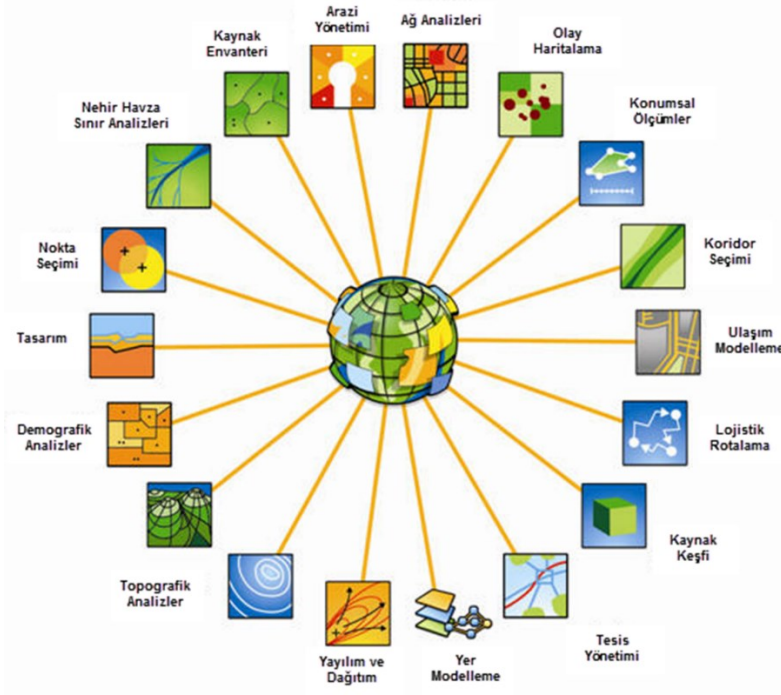 Arazi
Yönetimi
Ağ Analizleri
Olay
Haritalama
Konumsal
Ölçümler
Koridor
Seçimi
Ulaşım
Modelleme
Lojistik
Rotalama
Kaynak
Keşfi
Tesis
Yönetimi
Yer
Modelleme
Yayılım ve
Dağıtım
Topografik
Analizler
Demografik
Analizler
Tasarım
Nokta
Seçimi
Nehir Havza
Sınır Analizleri
Kaynak
Envanteri